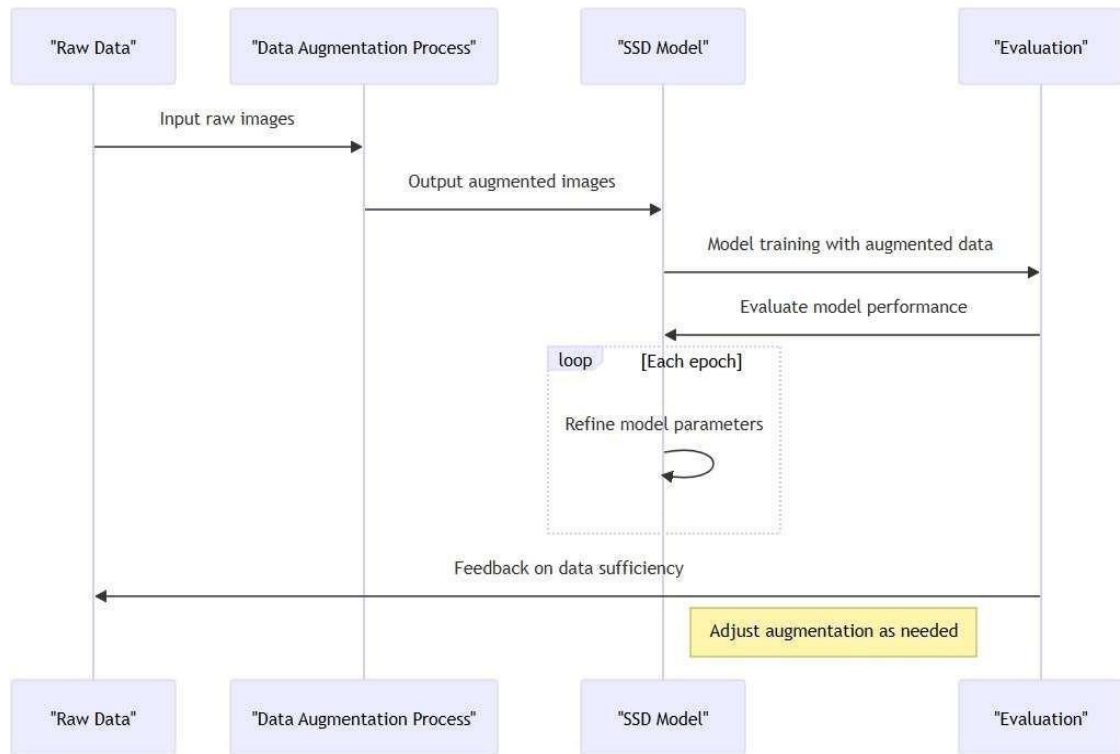 "Raw Data"
"Data Augmentation Process"
"SSD Model"
"Evaluation"
Input raw images
Output augmented images
Model training with augmented data
Evaluate model performance
loop
[Each epoch]
Refine model parameters
Feedback on data sufficiency
Adjust augmentation as needed
"Raw Data"
"Data Augmentation Process"
"SSD Model"
"Evaluation"